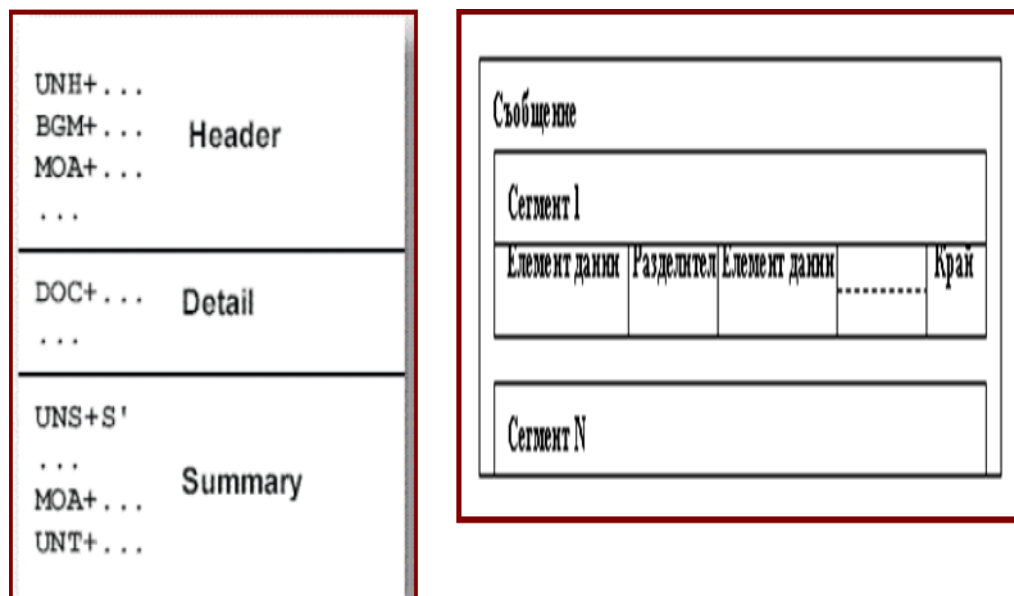 UNH+...
BGM+...
Header
MOA+...
...
DOC+...
Detail
...
UNS+S'
...
Summary
MOA+...
UNT+...
Съобщение
Сегмент 1
Елемент данни Разделител Елемент данни Край
Сегмент N